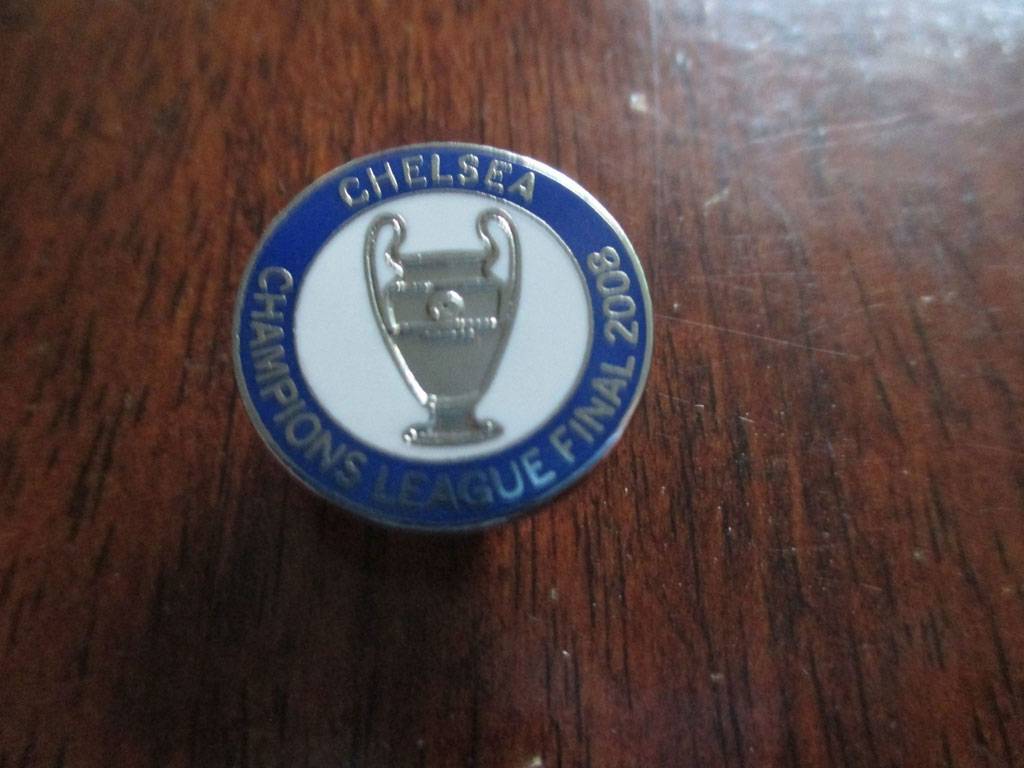 CHELSEA
CHAMPIONS LEAGUE FINAL 2008